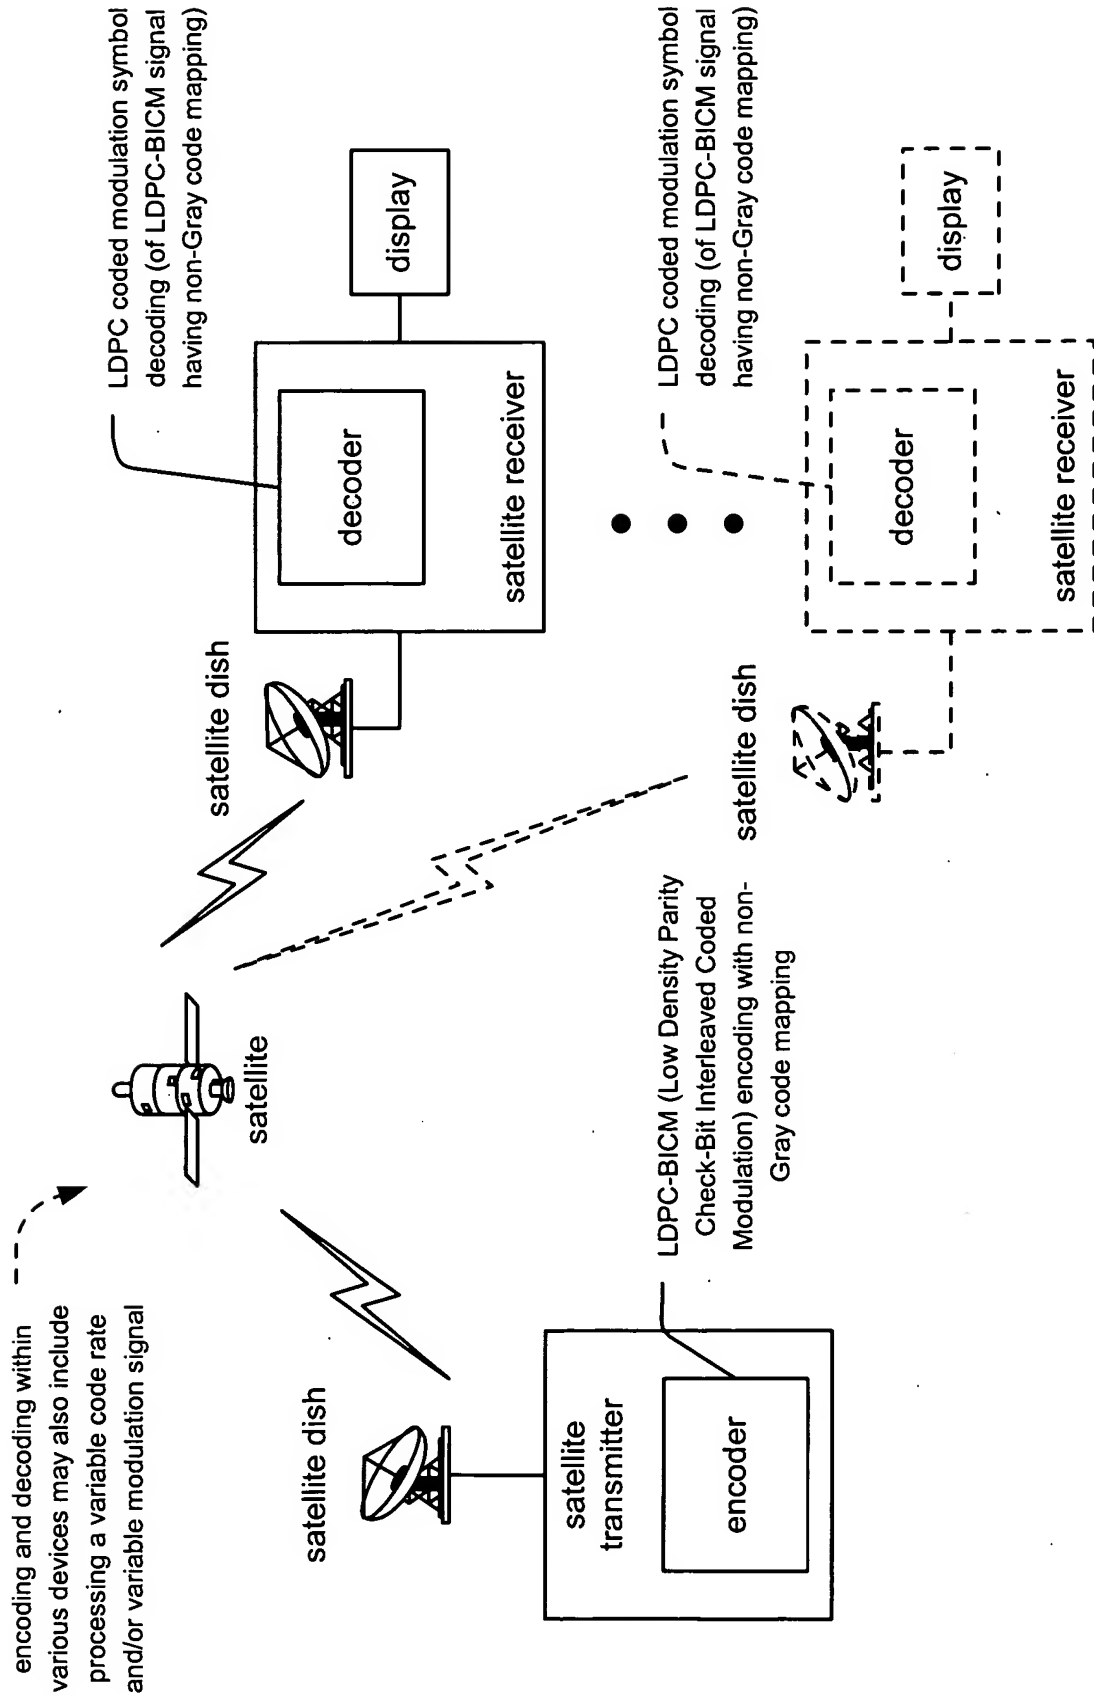 encoding and decoding within
various devices may also include
processing a variable code rate
and/or variable modulation signal
satellite
satellite dish
satellite
transmitter
encoder
LDPC-BICM (Low Density Parity
Check-Bit Interleaved Coded
Modulation) encoding with non-
Gray code mapping
satellite dish
LDPC coded modulation symbol
decoding (of LDPC-BICM signal
having non-Gray code mapping)
decoder
satellite receiver
display
satellite dish
LDPC coded modulation symbol
decoding (of LDPC-BICM signal
having non-Gray code mapping)
decoder
satellite receiver
display